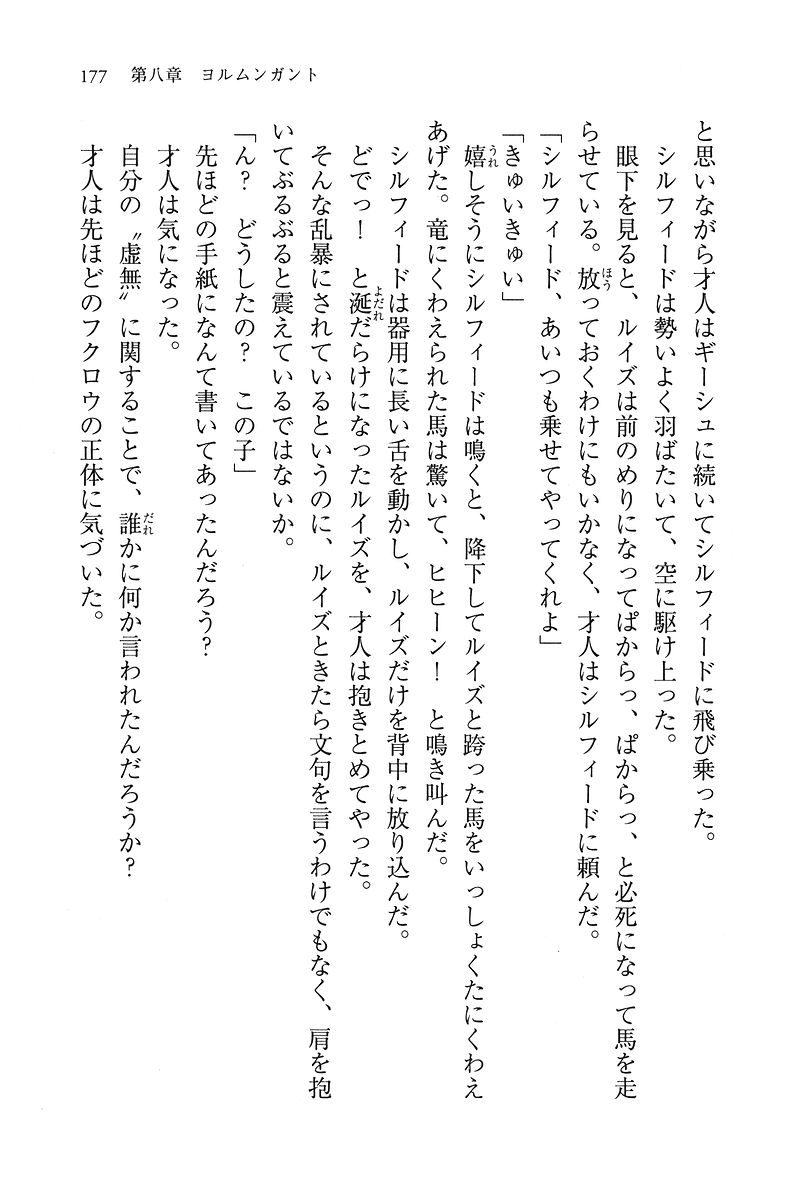 177　第八章　ヨルムンガント
と思いながら才人はギーシュに続いてシルフィードに飛び乗った。
シルフィードは勢いよく羽ばたいて、空に駆け上った。
眼下を見ると、ルイズは前のめりになってぱからっ、ぱからっ、と必死になって馬を走
らせている。放っておくわけにもいかなく、才人はシルフィードに頼んだ。
「シルフィード、あいつも乗せてやってくれよ」
「きゅいきゅい」
嬉しそうにシルフィードは鳴くと、降下してルイズと跨った馬をいっしょくたにくわえ
あげた。竜にくわえられた馬は驚いて、ヒヒーン！　と鳴き叫んだ。
シルフィードは器用に長い舌を動かし、ルイズだけを背中に放り込んだ。
どでっ！　と涎だらけになったルイズを、才人は抱きとめてやった。
そんな乱暴にされているというのに、ルイズときたら文句を言うわけでもなく、肩を抱
いてぶるぶると震えているではないか。
「ん？　どうしたの？　この子」
先ほどの手紙になんて書いてあったんだろう？
才人は気になった。
自分の〝虚無〟に関することで、誰かに何か言われたんだろうか？
才人は先ほどのフクロウの正体に気づいた。